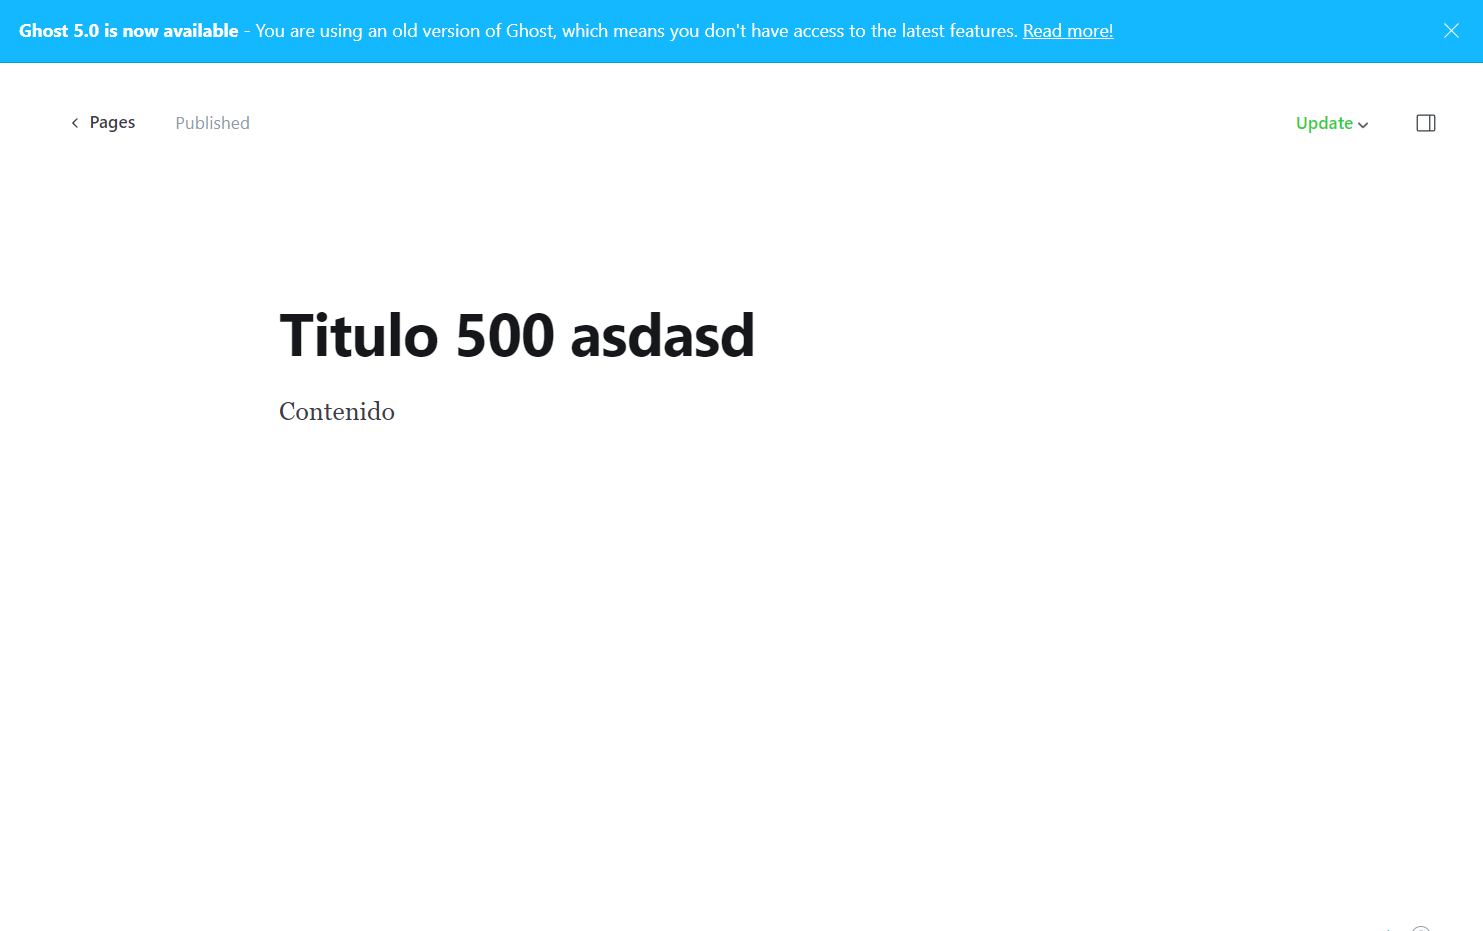 Ghost 5.0 is now available - You are using an old version of Ghost, which means you don't have access to the latest features. Read more!
Pages Published Update
Titulo 500 asdasd
Contenido